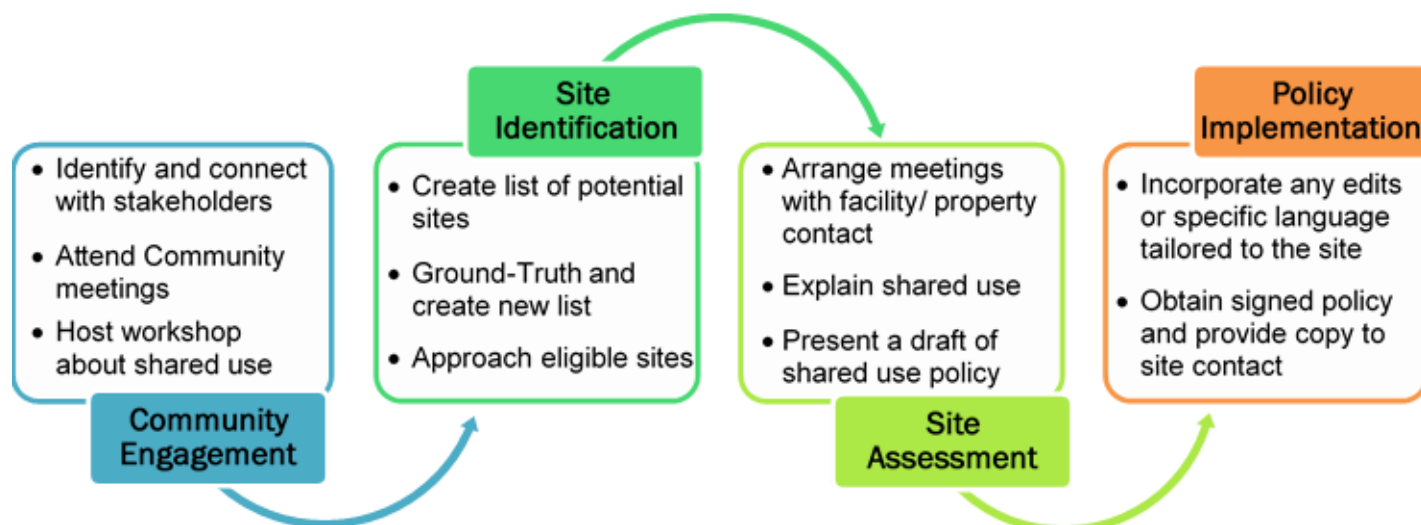 • Identify and connect
with stakeholders
• Attend Community
meetings
• Host workshop
about shared use
Community
Engagement
Site
Identification
• Create list of potential
sites
• Ground-Truth and
create new list
• Approach eligible sites
• Arrange meetings
with facility/ property
contact
• Explain shared use
• Present a draft of
shared use policy
Site
Assessment
Policy
Implementation
• Incorporate any edits
or specific language
tailored to the site
• Obtain signed policy
and provide copy to
site contact